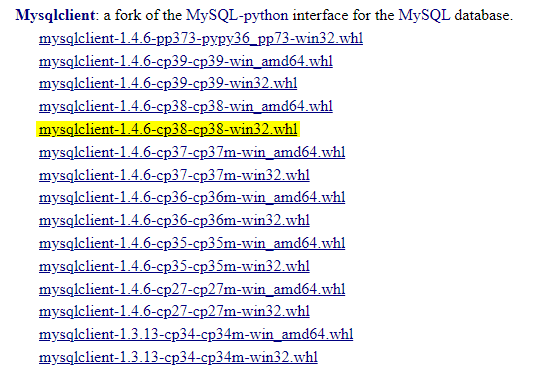 Mysqlclient: a fork of the MySQL-python interface for the MySQL database.
mysqlclient-1.4.6-pp373-pypy36_pp73-win32.whl
mysqlclient-1.4.6-cp39-cp39-win_amd64.whl
mysqlclient-1.4.6-cp39-cp39-win32.whl
mysqlclient-1.4.6-cp38-cp38-win_amd64.whl
mysqlclient-1.4.6-cp38-cp38-win32.whl
mysqlclient-1.4.6-cp37-cp37m-win_amd64.whl
mysqlclient-1.4.6-cp37-cp37m-win32.whl
mysqlclient-1.4.6-cp36-cp36m-win_amd64.whl
mysqlclient-1.4.6-cp36-cp36m-win32.whl
mysqlclient-1.4.6-cp35-cp35m-win_amd64.whl
mysqlclient-1.4.6-cp35-cp35m-win32.whl
mysqlclient-1.4.6-cp27-cp27m-win_amd64.whl
mysqlclient-1.4.6-cp27-cp27m-win32.whl
mysqlclient-1.3.13-cp34-cp34m-win_amd64.whl
mysqlclient-1.3.13-cp34-cp34m-win32.whl